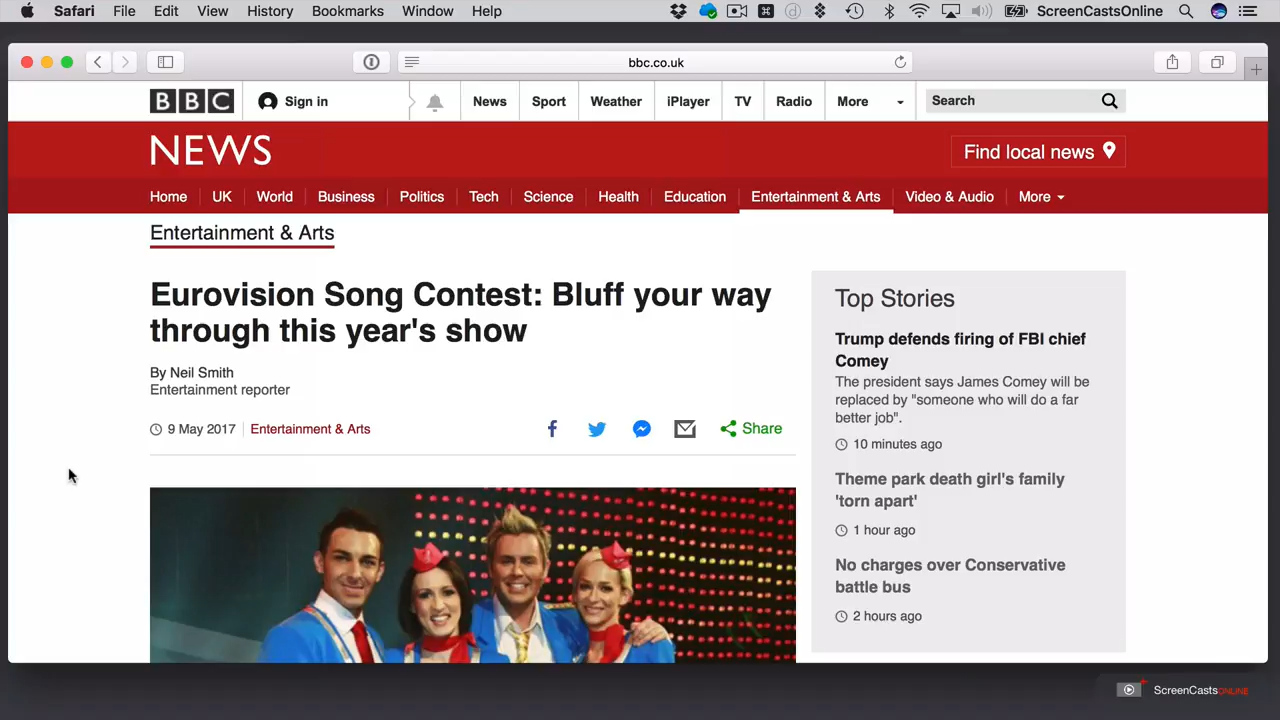 Safari File Edit View History Bookmarks Window Help ScreenCastsOnline
bbc.co.uk
BBC Sign in News Sport Weather iPlayer TV Radio More Search
NEWS Find local news
Home UK World Business Politics Tech Science Health Education Entertainment & Arts Video & Audio More
Entertainment & Arts
Eurovision Song Contest: Bluff your way
through this year's show
By Neil Smith
Entertainment reporter
9 May 2017 Entertainment & Arts Share
Top Stories
Trump defends firing of FBI chief
Comey
The president says James Comey will be
replaced by "someone who will do a far
better job".
10 minutes ago
Theme park death girl's family
'torn apart'
1 hour ago
No charges over Conservative
battle bus
2 hours ago
ScreenCastsONLINE